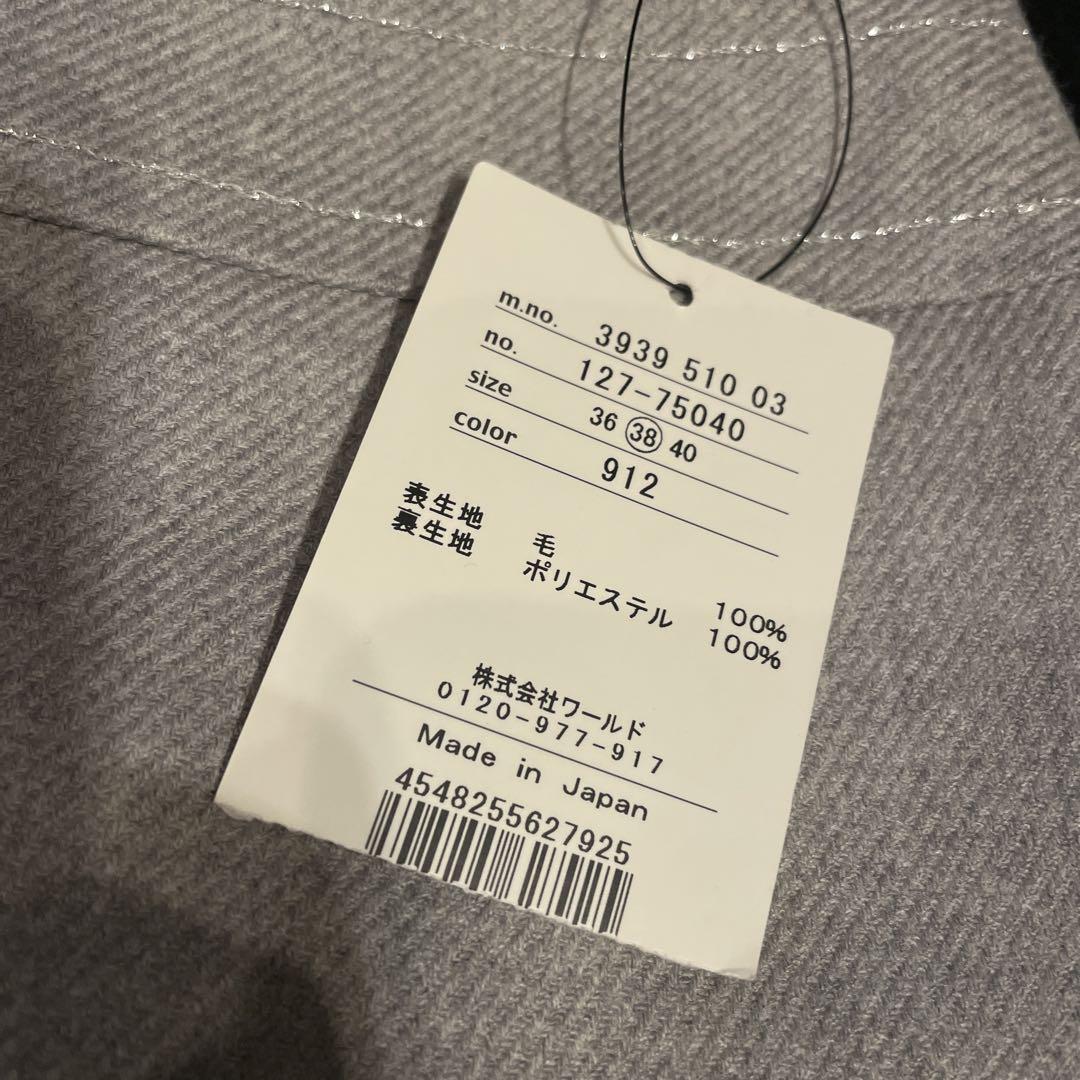 m.no. 3939 510 03
no. 127-75040
size 36 38 40
color 912
表生地 毛 100%
裏生地 ポリエステル 100%
株式会社ワールド
0120-977-917
Made in Japan
4548255627925